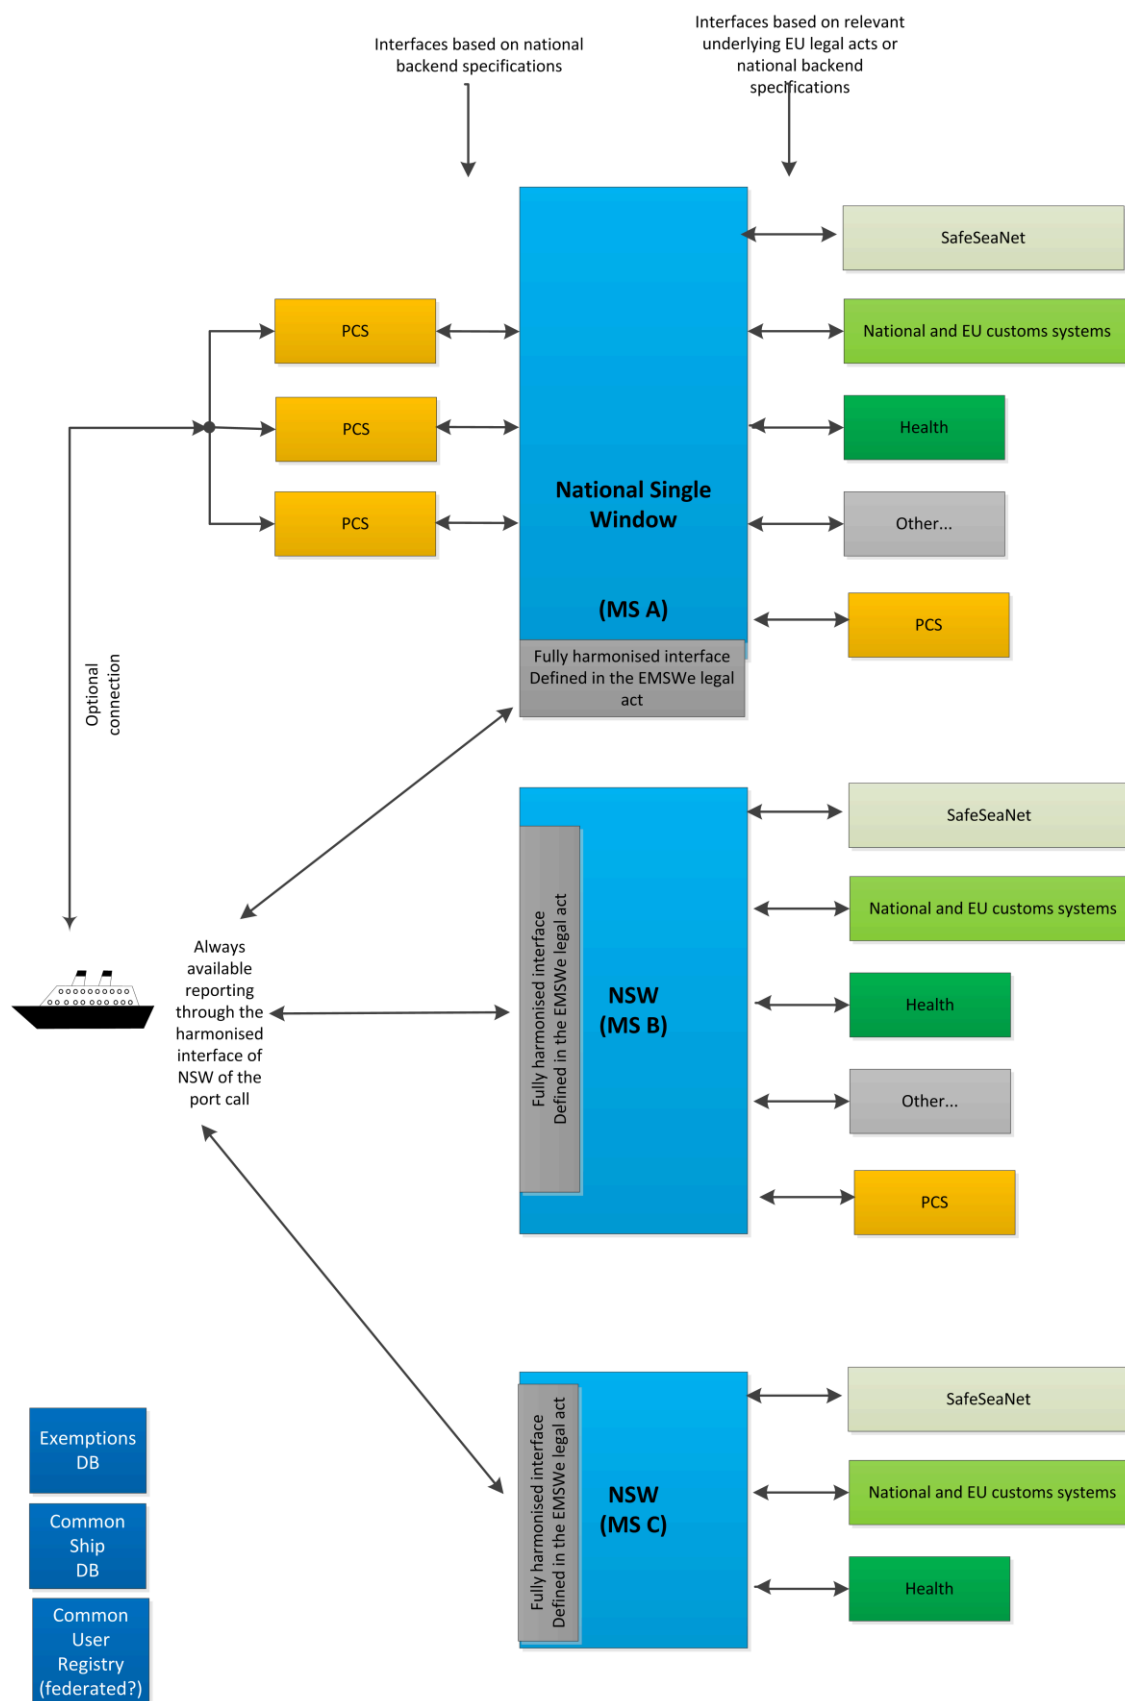 Interfaces based on national
backend specifications
Interfaces based on relevant
underlying EU legal acts or
national backend
specifications
SafeSeaNet
PCS
National and EU customs systems
PCS
Health
PCS
Other...
National Single
Window
(MS A)
PCS
Fully harmonised interface
Defined in the EMSWe legal
act
Optional
connection
SafeSeaNet
National and EU customs systems
Always
available
reporting
through the
harmonised
interface of
NSW of the
port call
Fully harmonised interface
Defined in the EMSWe legal act
NSW
(MS B)
Health
Other...
PCS
SafeSeaNet
Fully harmonised interface
Defined in the EMSWe legal act
NSW
(MS C)
National and EU customs systems
Health
Exemptions
DB
Common
Ship
DB
Common
User
Registry
(federated?)